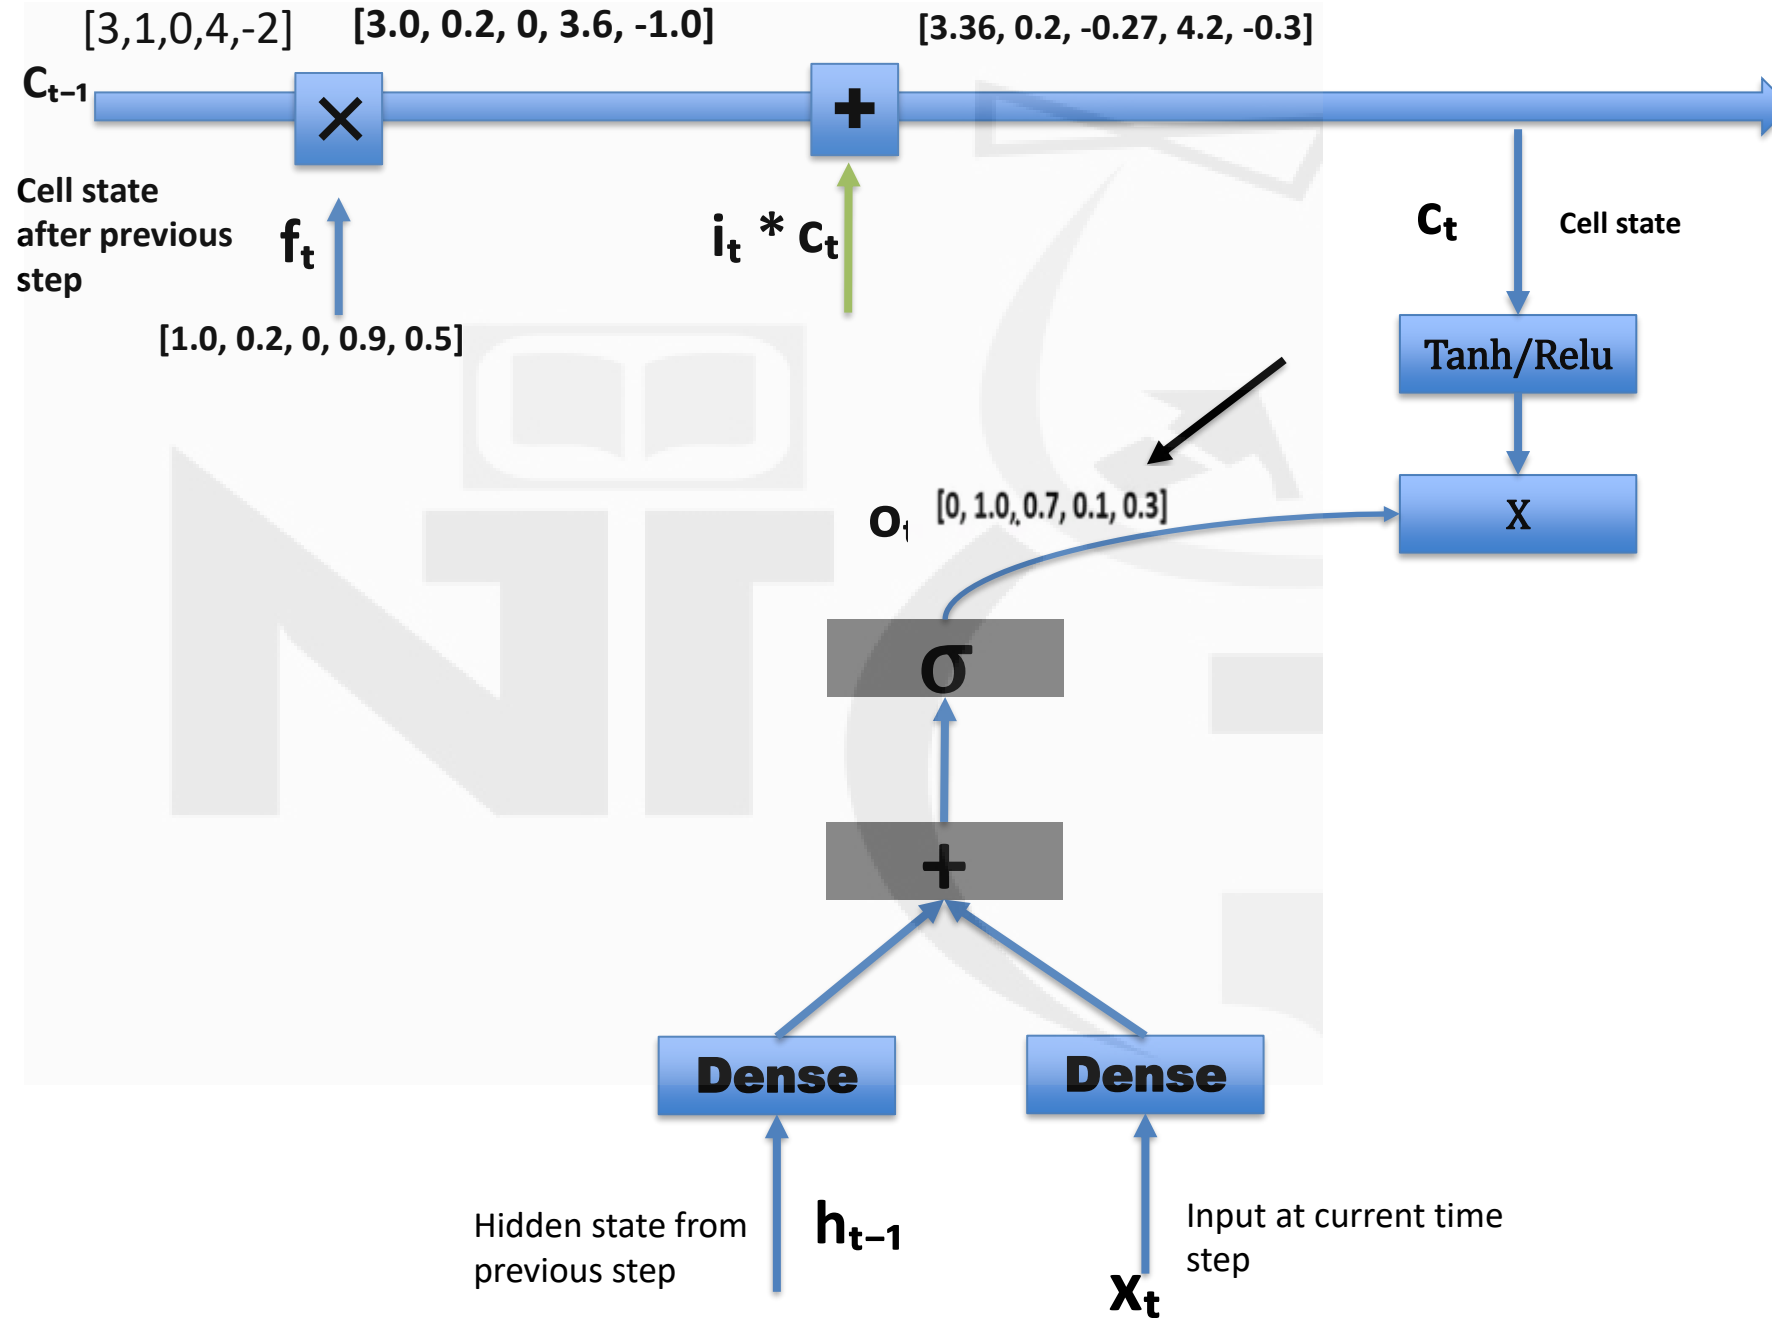 [3,1,0,4,-2]
[3.0, 0.2, 0, 3.6, -1.0]
[3.36, 0.2, -0.27, 4.2, -0.3]
Cₜ₋₁
×
+
Cell state
after previous
step
fₜ
iₜ * cₜ
cₜ
Cell state
[1.0, 0.2, 0, 0.9, 0.5]
Tanh/Relu
[0, 1.0, 0.7, 0.1, 0.3]
oₜ
X
σ
+
Dense
Dense
Hidden state from
previous step
hₜ₋₁
Input at current time
step
xₜ
NT